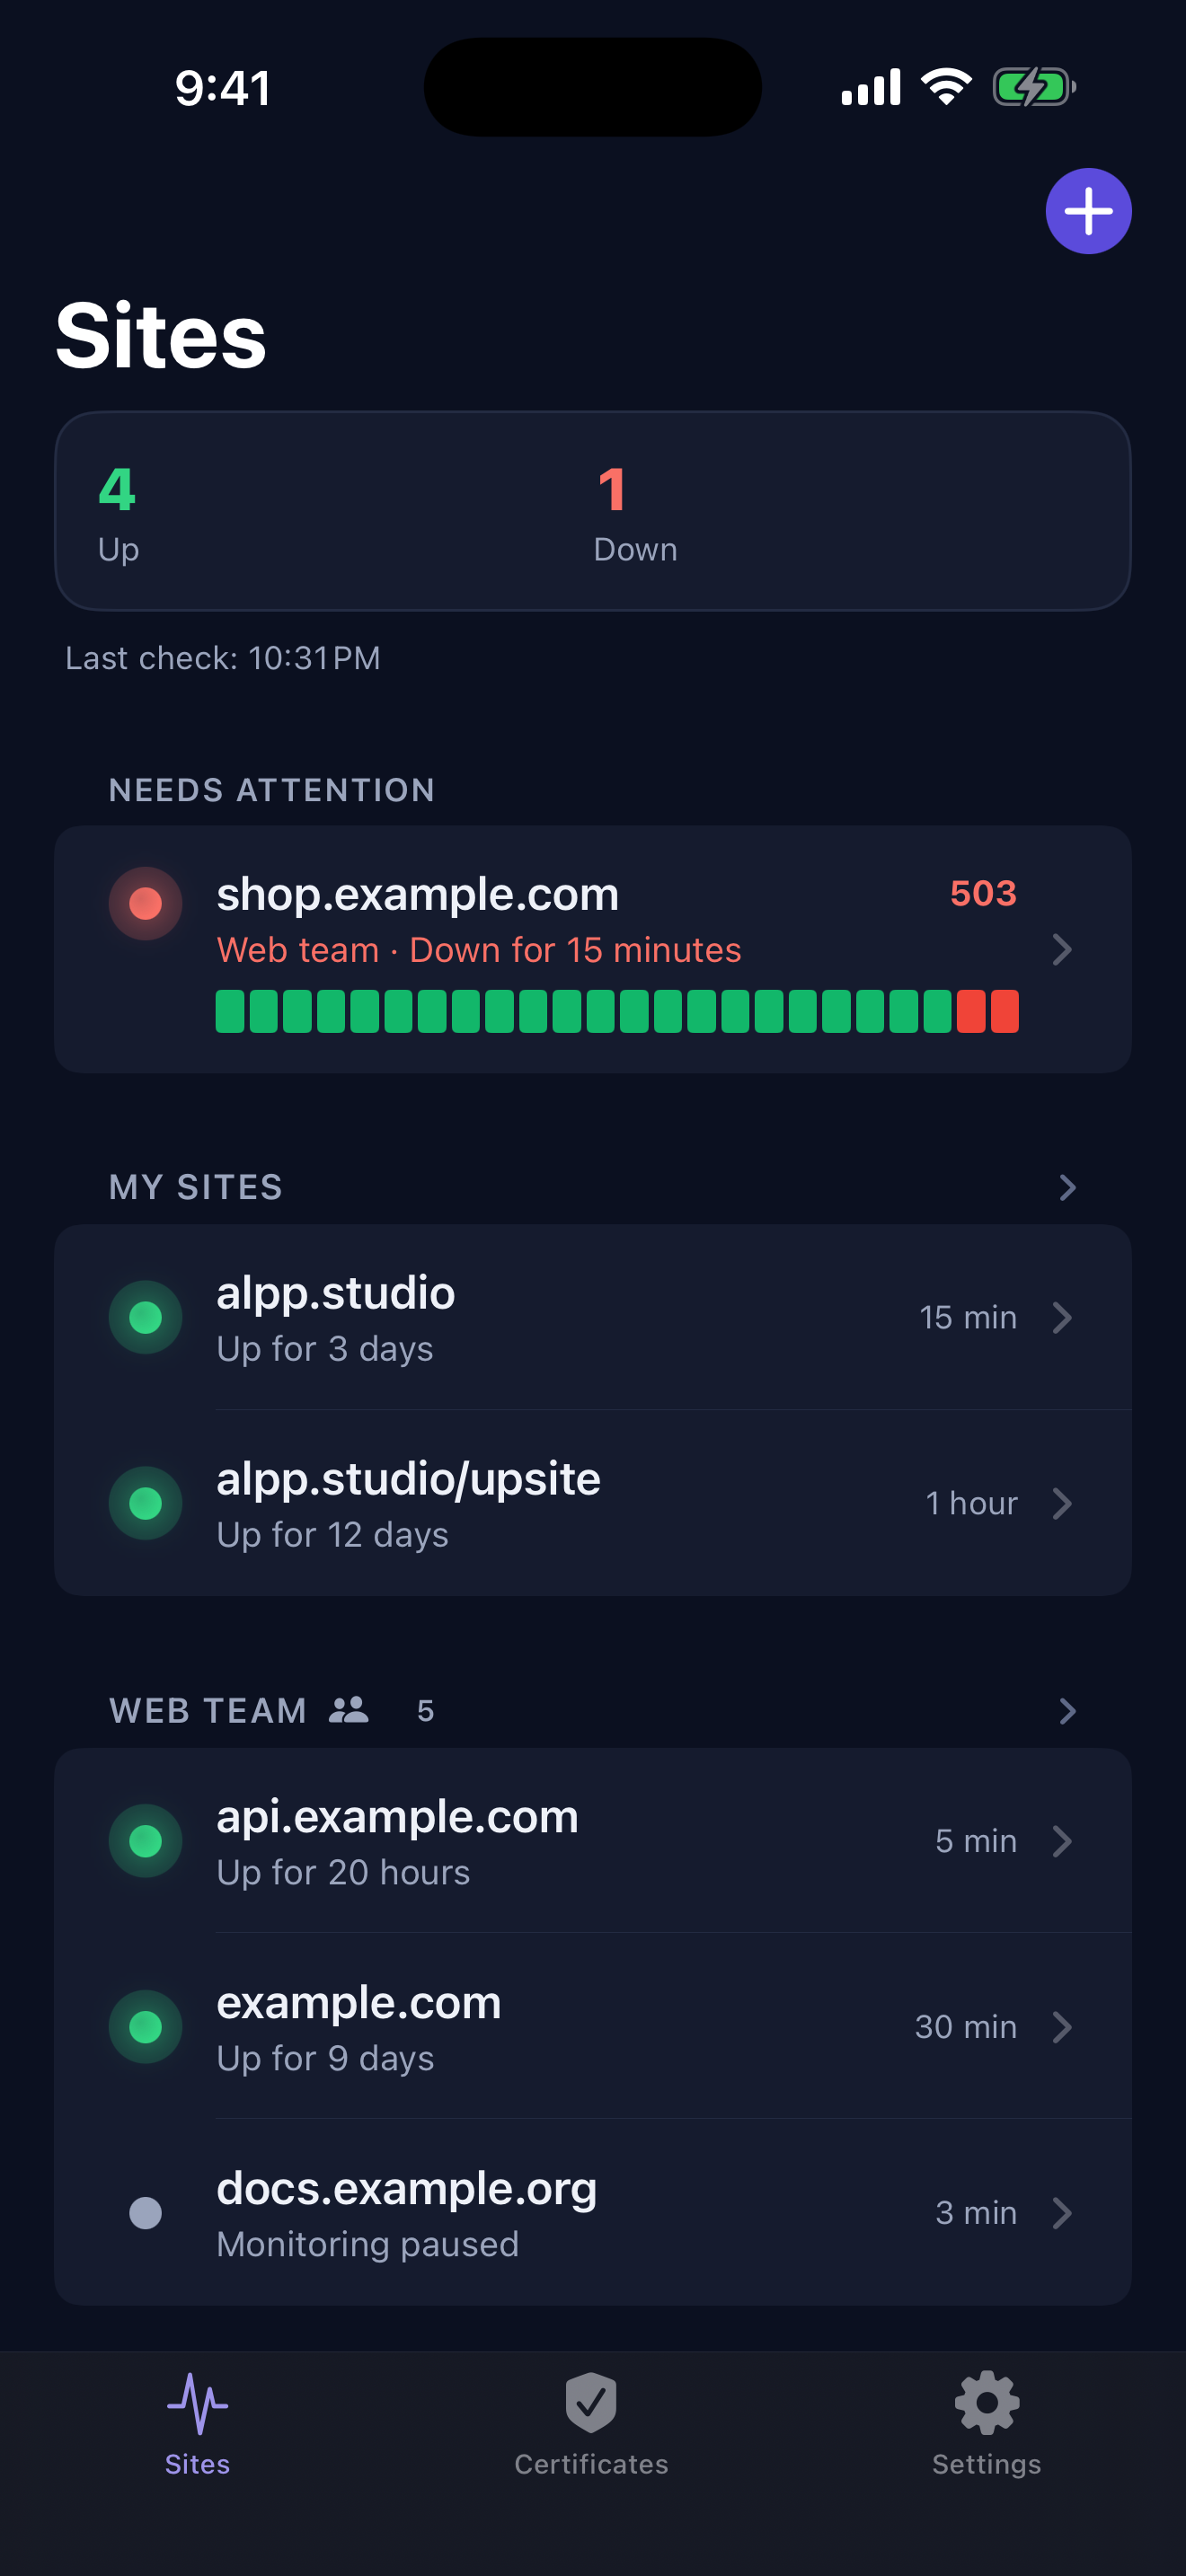 9:41
Sites
4
Up
1
Down
Last check: 10:31 PM
NEEDS ATTENTION
shop.example.com
503
Web team · Down for 15 minutes
MY SITES
alpp.studio
Up for 3 days
15 min
alpp.studio/upsite
Up for 12 days
1 hour
WEB TEAM 5
api.example.com
Up for 20 hours
5 min
example.com
Up for 9 days
30 min
docs.example.org
Monitoring paused
3 min
Sites
Certificates
Settings